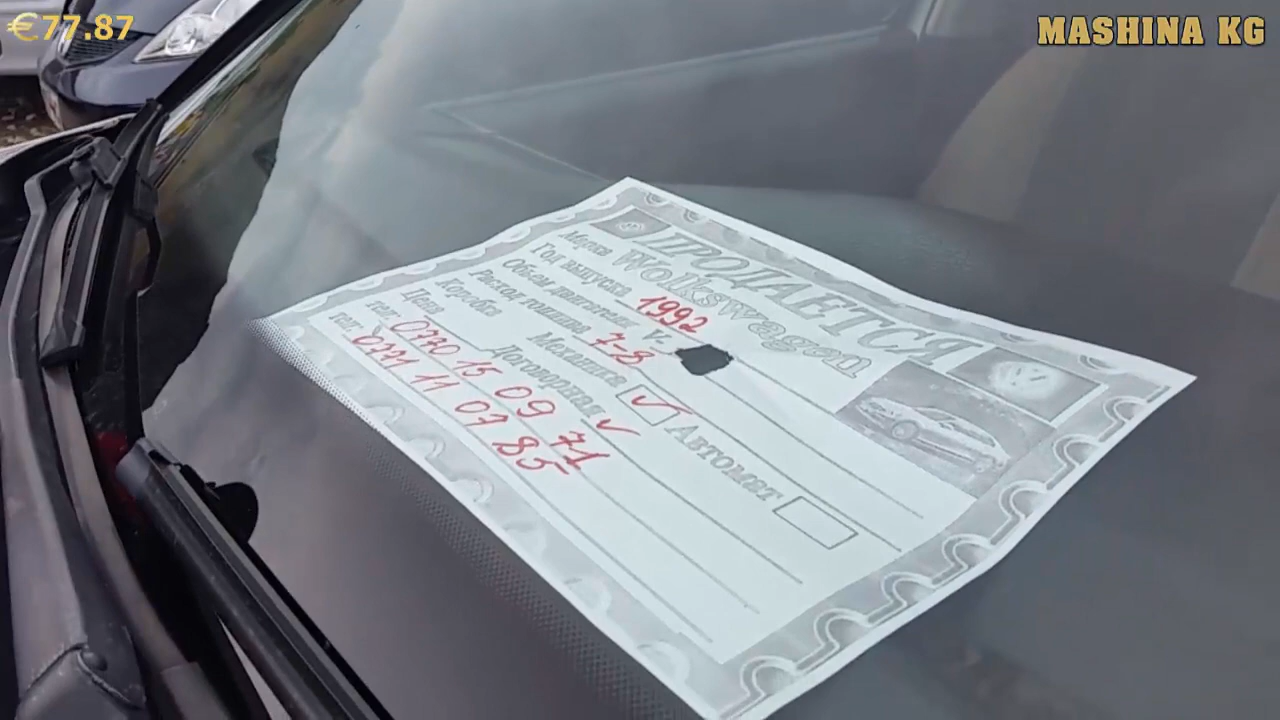 €77.87
MASHINA KG
ПРОДАЕТСЯ
Марка Wolkswagen
Год выпуска 1992
Объем двигателя V.
Расход топлива 7-8
Коробка Механика ✓ Автомат
Цена Договорная ✓
тел: 0770 15 09 71
тел: 0771 11 07 85